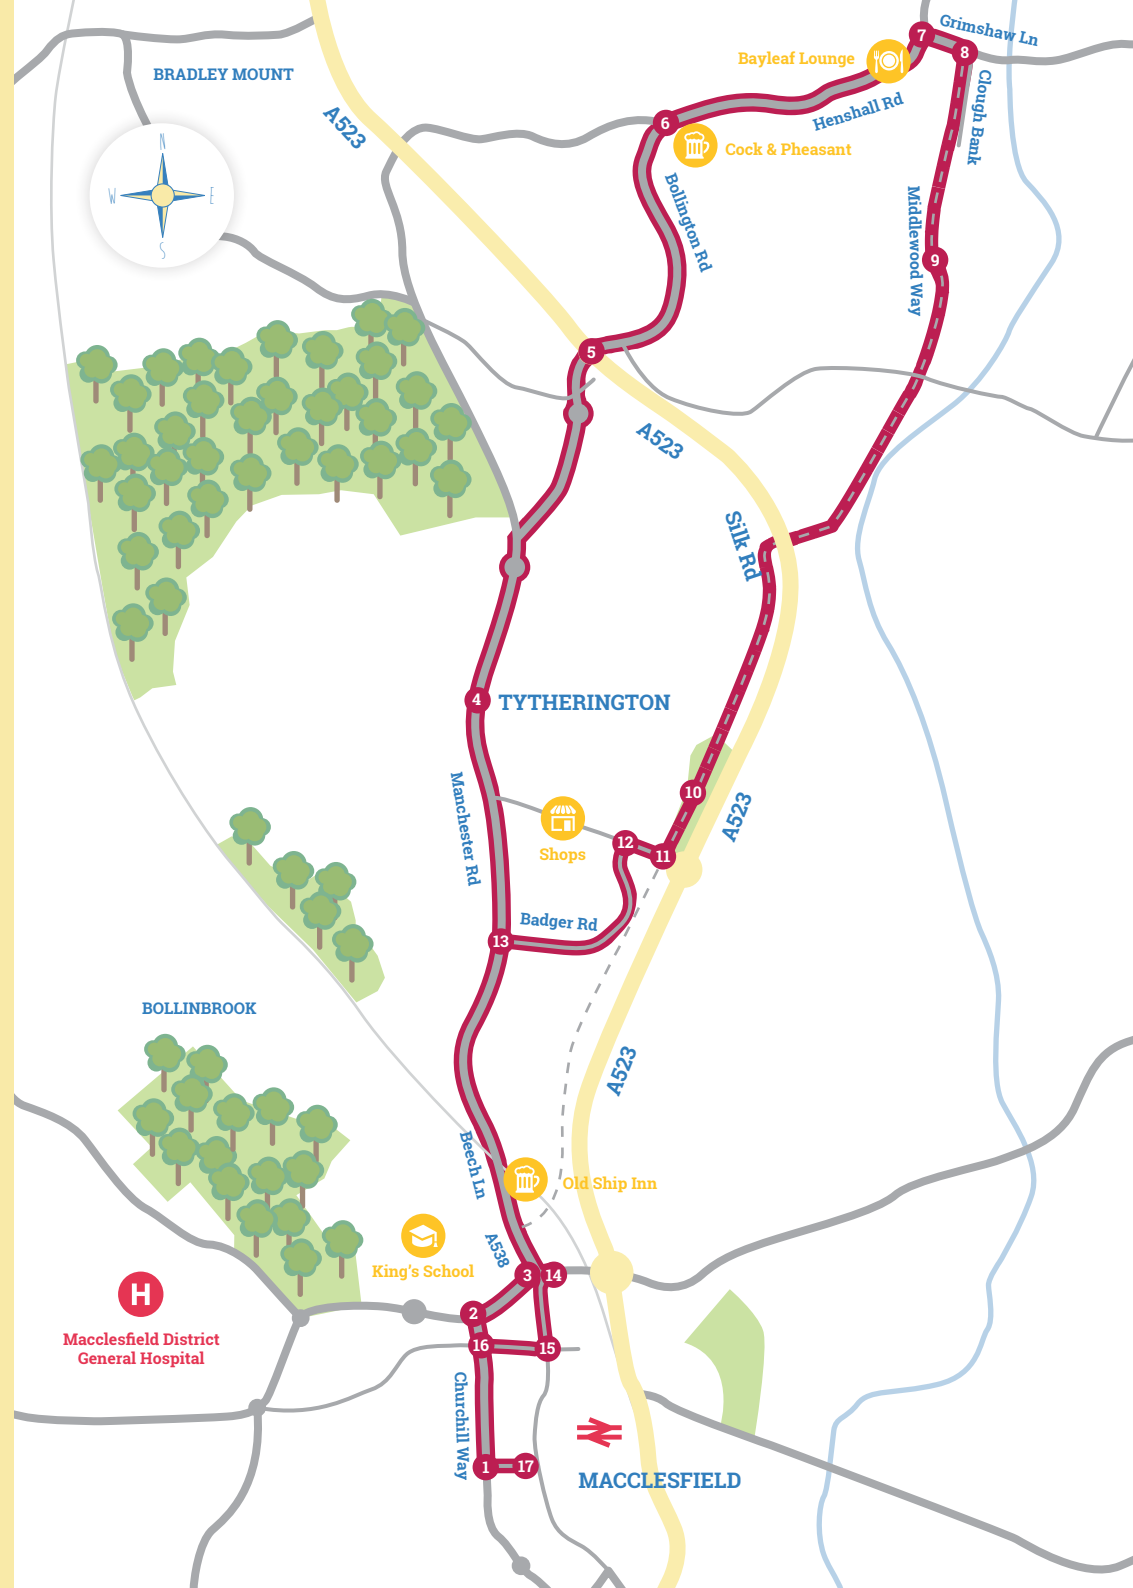 7
Grimshaw Ln
8
Bayleaf Lounge
BRADLEY MOUNT
A523
Henshall Rd
Clough Bank
6
Cock & Pheasant
N
W
E
S
Bollington Rd
Middlewood Way
9
5
A523
Silk Rd
4
TYTHERINGTON
10
Manchester Rd
A523
Shops
12
11
Badger Rd
13
BOLLINBROOK
A523
Beech Ln
Old Ship Inn
A538
King's School
3
14
H
2
Macclesfield District
General Hospital
16
15
Churchill Way
1
17
MACCLESFIELD